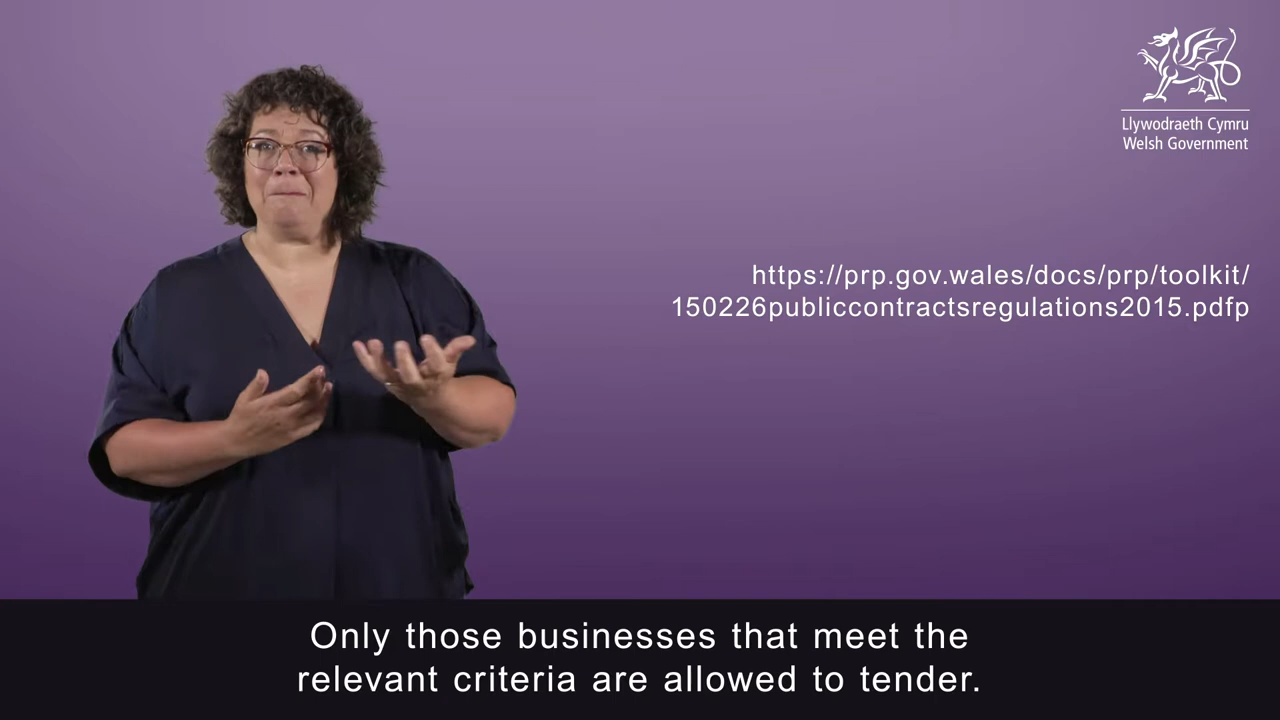 Llywodraeth Cymru
Welsh Government
https://prp.gov.wales/docs/prp/toolkit/
150226publiccontractsregulations2015.pdfp
Only those businesses that meet the
relevant criteria are allowed to tender.